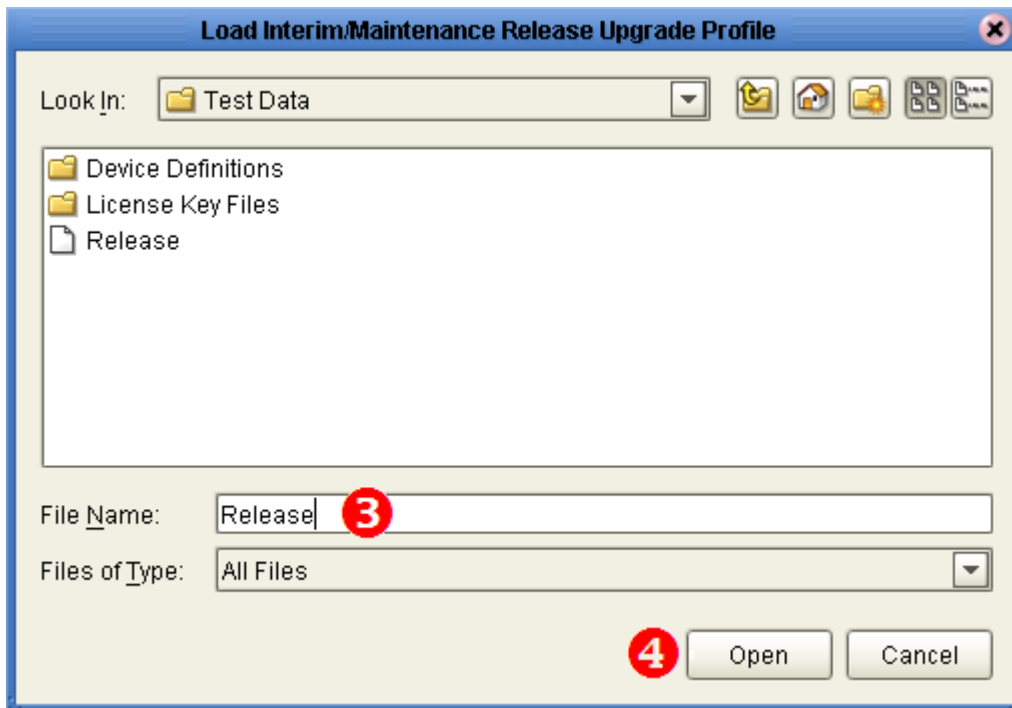 Load Interim/Maintenance Release Upgrade Profile
Look In: Test Data
Device Definitions
License Key Files
Release
File Name: Release 3
Files of Type: All Files
4 Open Cancel